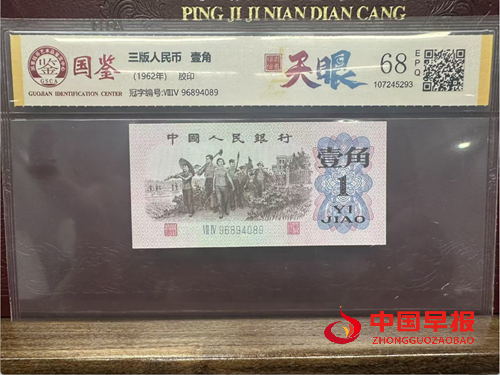 PING JI JI NIAN DIAN CANG
国鉴
GSCA
GUOJIAN IDENTIFICATION CENTER
三版人民币 壹角
(1962年) 胶印
冠字编号:VIIIIV 96894089
天眼
68
EPQ
107245293
中國人民銀行
壹角
1
YI
JIAO
VIII IV 96894089
中国早报
ZHONGGUOZAOBAO